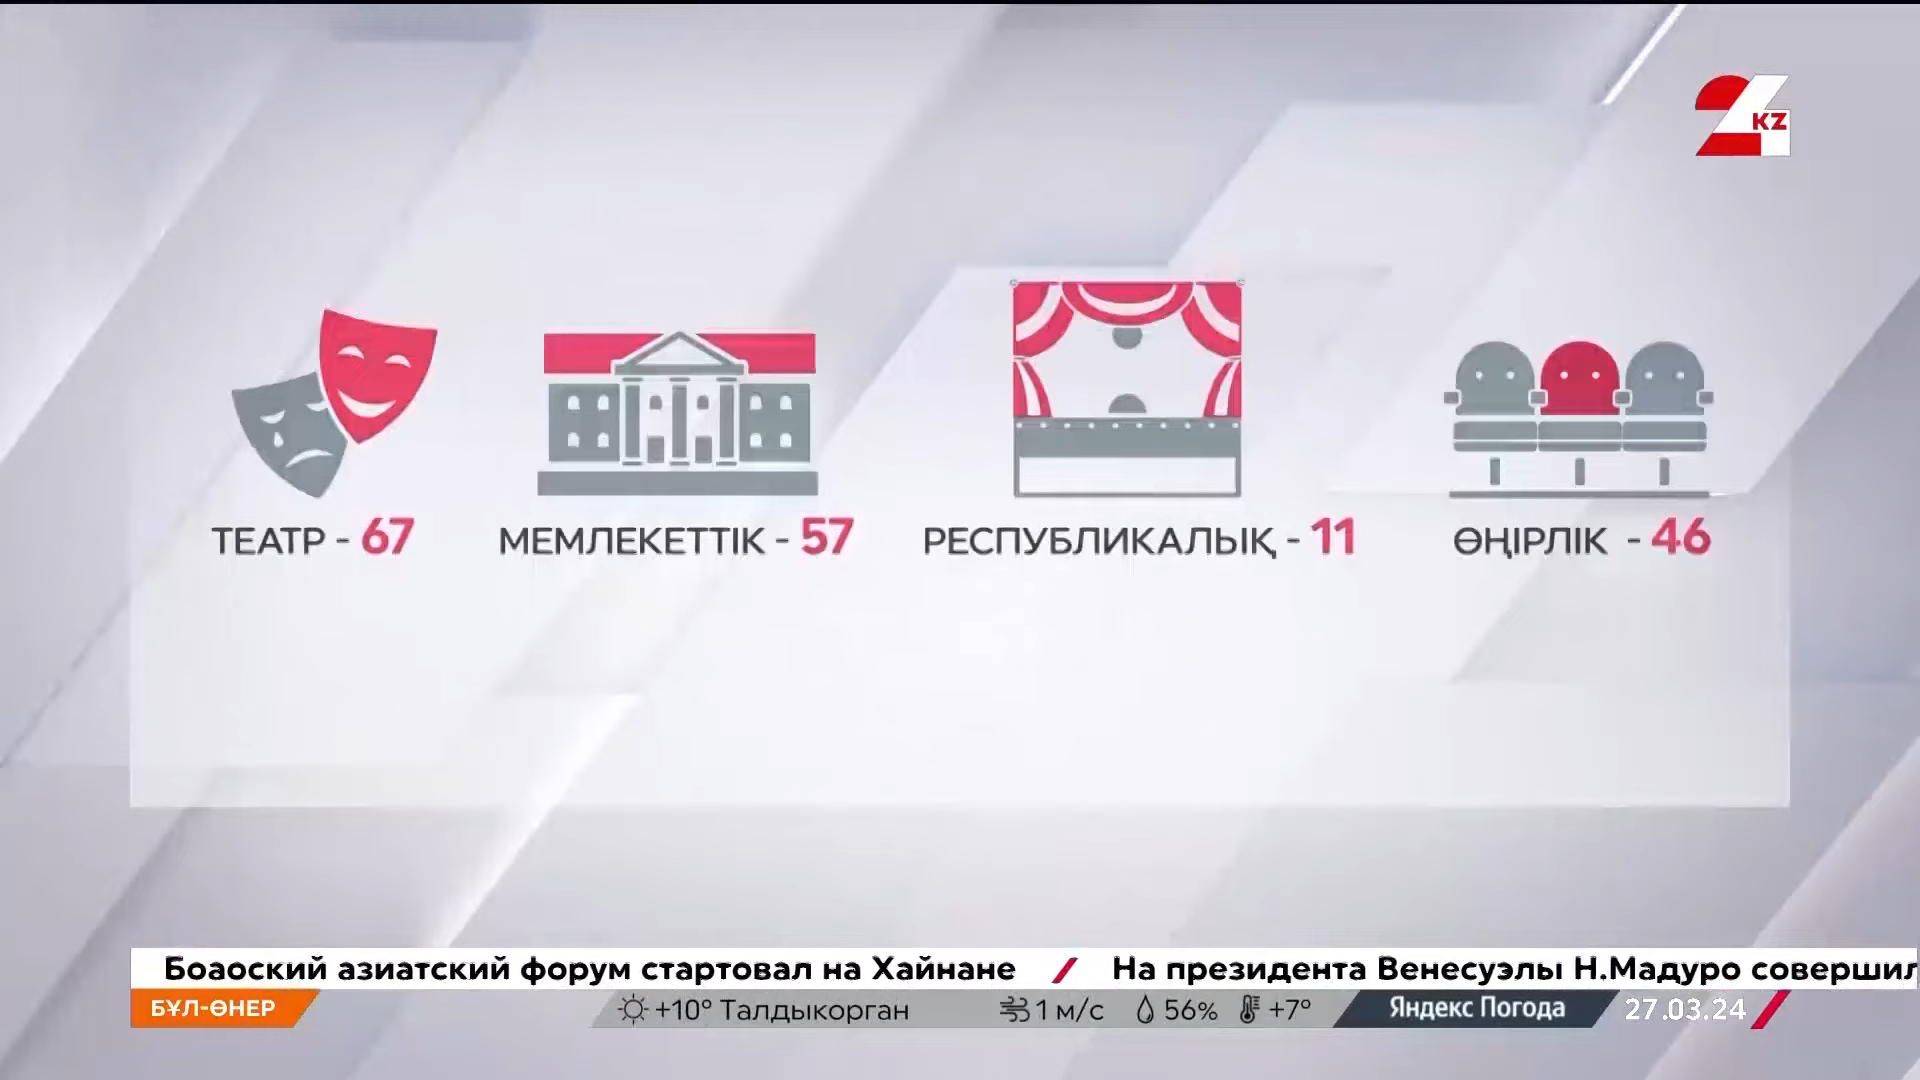 24 KZ
ТЕАТР - 67
МЕМЛЕКЕТТІК - 57
РЕСПУБЛИКАЛЫҚ - 11
ӨҢІРЛІК - 46
Боаоский азиатский форум стартовал на Хайнане / На президента Венесуэлы Н.Мадуро совершил
БҰЛ-ӨНЕР
+10° Талдыкорган 1 м/с 56% +7° Яндекс Погода 27.03.24